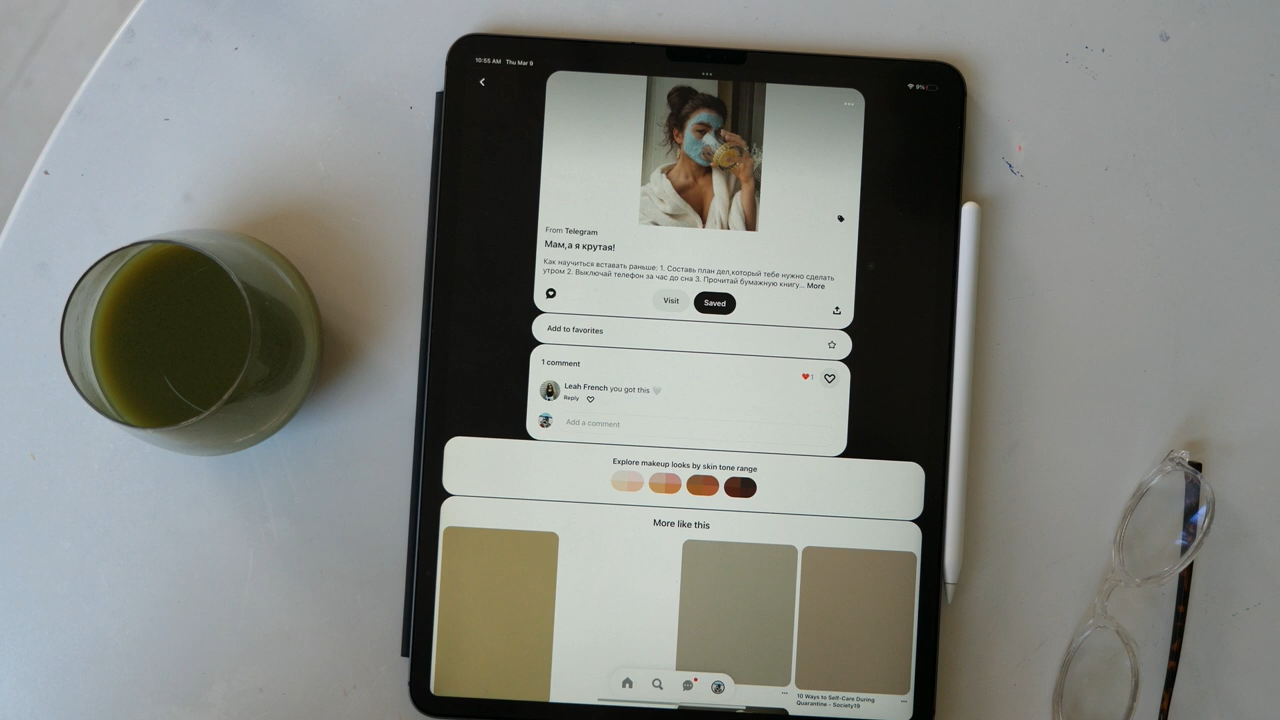 10:55 AM Thu Mar 9
9%
From Telegram
Мам,а я крутая!
Как научиться вставать раньше: 1. Составь план дел,который тебе нужно сделать
утром 2. Выключай телефон за час до сна 3. Прочитай бумажную книгу... More
Visit
Saved
Add to favorites
1 comment
1
Leah French you got this 🤍
Reply
Add a comment
Explore makeup looks by skin tone range
More like this
10 Ways to Self-Care During
Quarantine - Society19